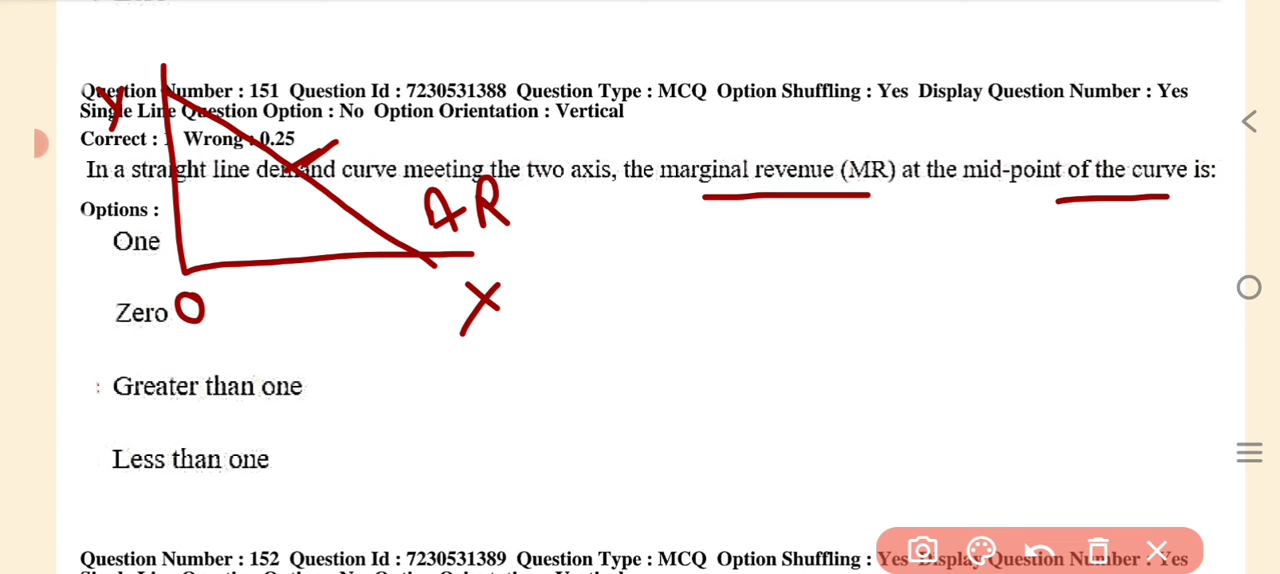 Question Number : 151 Question Id : 7230531388 Question Type : MCQ Option Shuffling : Yes Display Question Number : Yes
Single Line Question Option : No Option Orientation : Vertical
Correct : 1 Wrong : 0.25
In a straight line demand curve meeting the two axis, the marginal revenue (MR) at the mid-point of the curve is:
Options :
One
Zero
Greater than one
Less than one
Y
AR
O
X
Question Number : 152 Question Id : 7230531389 Question Type : MCQ Option Shuffling : Yes Display Question Number : Yes